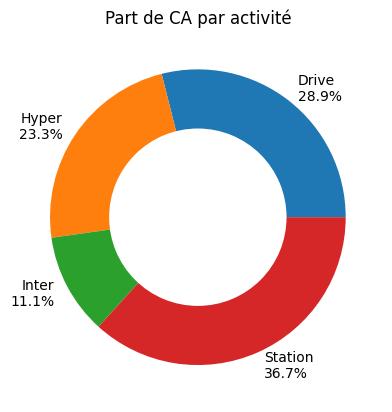 Part de CA par activité
Drive
28.9%
Hyper
23.3%
Inter
11.1%
Station
36.7%